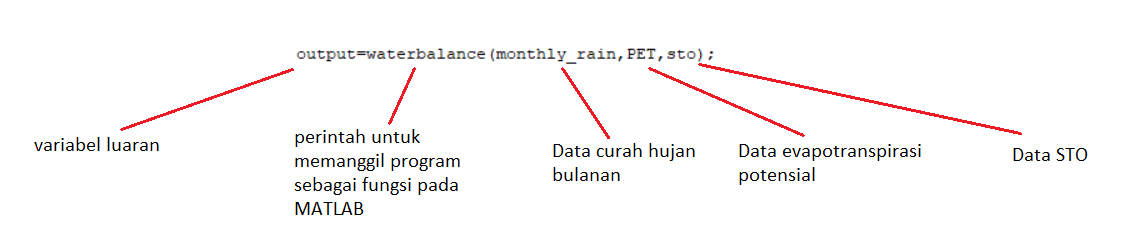 output=waterbalance(monthly_rain,PET,sto);
variabel luaran
perintah untuk
memanggil program
sebagai fungsi pada
MATLAB
Data curah hujan
bulanan
Data evapotranspirasi
potensial
Data STO